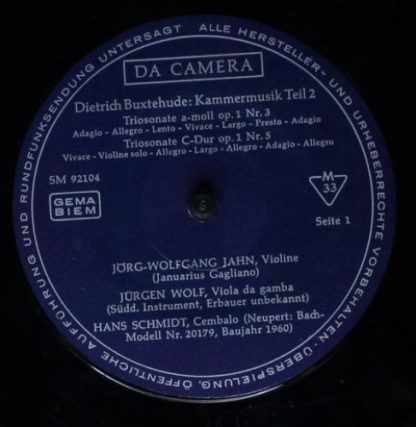 AUFFÜHRUNG UND RUNDFUNKSENDUNG UNTERSAGT · ALLE HERSTELLER- UND URHEBERRECHTE VORBEHALTEN · ÜBERSPIELUNG, ÖFFENTLICHE
DA CAMERA
Dietrich Buxtehude: Kammermusik Teil 2
Triosonate a-moll op. 1 Nr. 3
Adagio - Allegro - Lento - Vivace - Largo - Presto - Adagio
Triosonate C-Dur op. 1 Nr. 5
Vivace - Violine solo - Allegro - Largo - Allegro - Adagio - Allegro
SM 92104
GEMA
BIEM
M
33
Seite 1
JÖRG-WOLFGANG JAHN, Violine
(Januarius Gagliano)
JÜRGEN WOLF, Viola da gamba
(Südd. Instrument, Erbauer unbekannt)
HANS SCHMIDT, Cembalo (Neupert: Bach-
Modell Nr. 20179, Baujahr 1960)